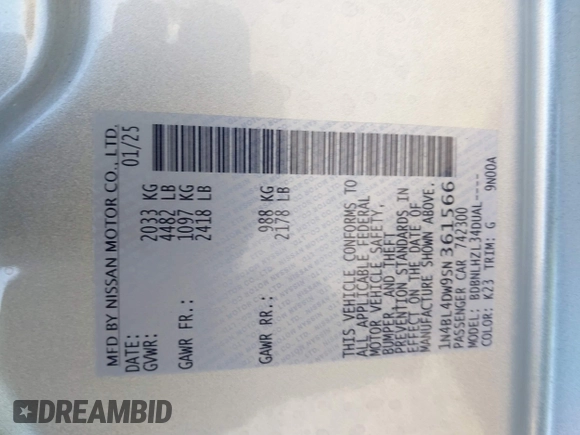 MFD BY NISSAN MOTOR CO., LTD.
DATE: 01/25
GVWR: 2033 KG
4482 LB
GAWR FR.: 1097 KG
2418 LB
GAWR RR.: 988 KG
2178 LB
THIS VEHICLE CONFORMS TO
ALL APPLICABLE FEDERAL
MOTOR VEHICLE SAFETY,
BUMPER, AND THEFT
PREVENTION STANDARDS IN
EFFECT ON THE DATE OF
MANUFACTURE SHOWN ABOVE.
1N4BL4DW9SN361566
PASSENGER CAR 742300
MODEL: BDBNLHZL34DUAL----
COLOR: K23 TRIM: G 9N00A
DREAMBID